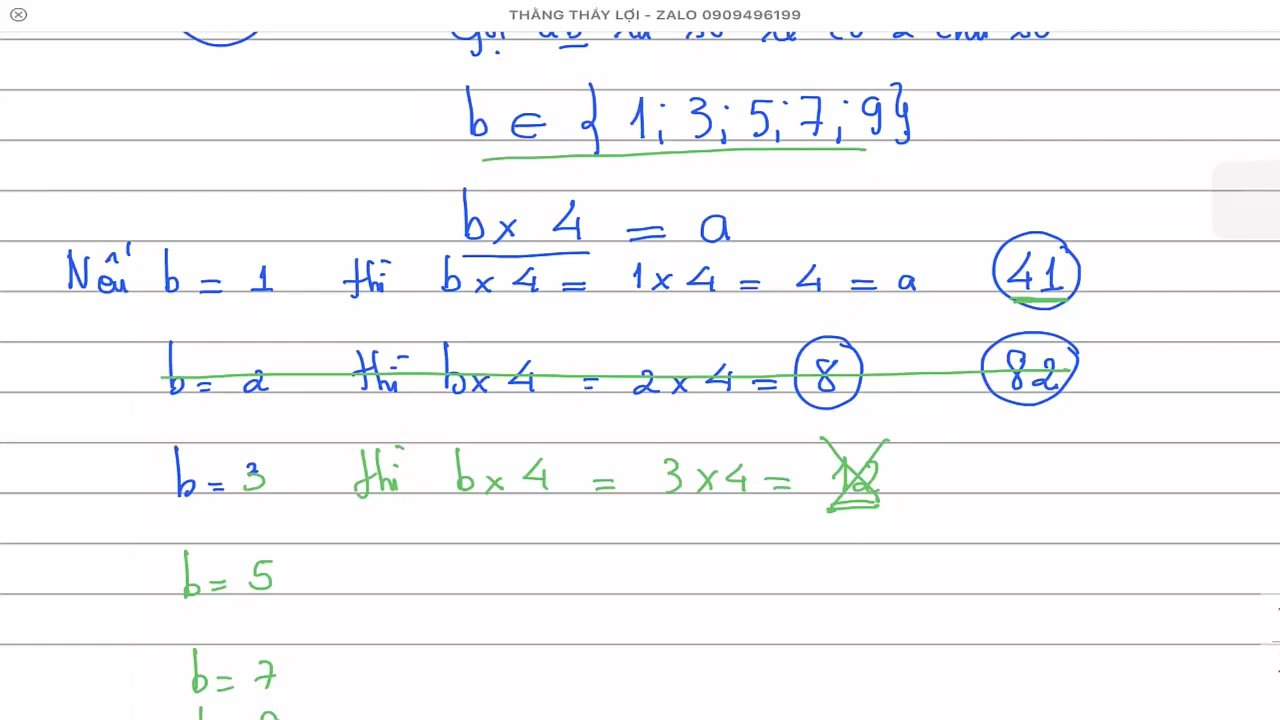 THẮNG THẦY LỢI - ZALO 0909496199
b ∈ { 1; 3; 5; 7; 9 }
b x 4 = a
Nếu b = 1 thì b x 4 = 1 x 4 = 4 = a 41
b = 2 thì b x 4 = 2 x 4 = 8 82
b = 3 thì b x 4 = 3 x 4 = 12
b = 5
b = 7